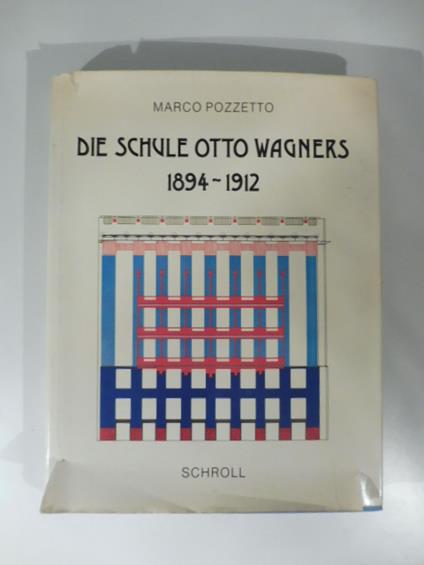 MARCO POZZETTO
DIE SCHULE OTTO WAGNERS
1894~1912
SCHROLL